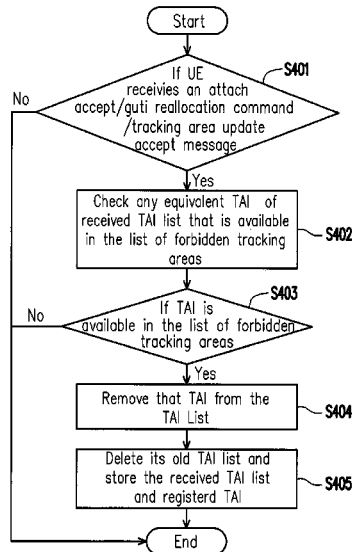 Start
If UE
receivies an attach
accept/guti reallocation command
/tracking area update
accept message
S401
No
Yes
Check any equivalent TAI of
received TAI list that is available
in the list of forbidden tracking
areas
S402
S403
If TAI is
available in the list of forbidden
tracking areas
No
Yes
Remove that TAI from the
TAI List
S404
Delete its old TAI list and
store the received TAI list
and registerd TAI
S405
End